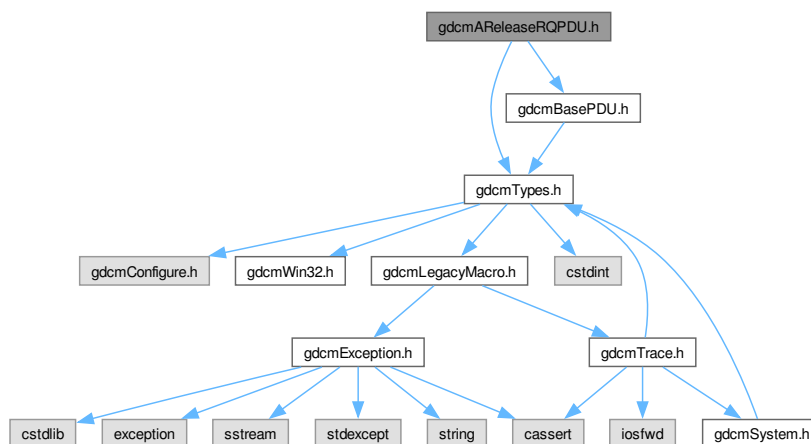 gdcmAReleaseRQPDU.h
gdcmBasePDU.h
gdcmTypes.h
gdcmConfigure.h
gdcmWin32.h
gdcmLegacyMacro.h
cstdint
gdcmException.h
gdcmTrace.h
cstdlib
exception
sstream
stdexcept
string
cassert
iosfwd
gdcmSystem.h